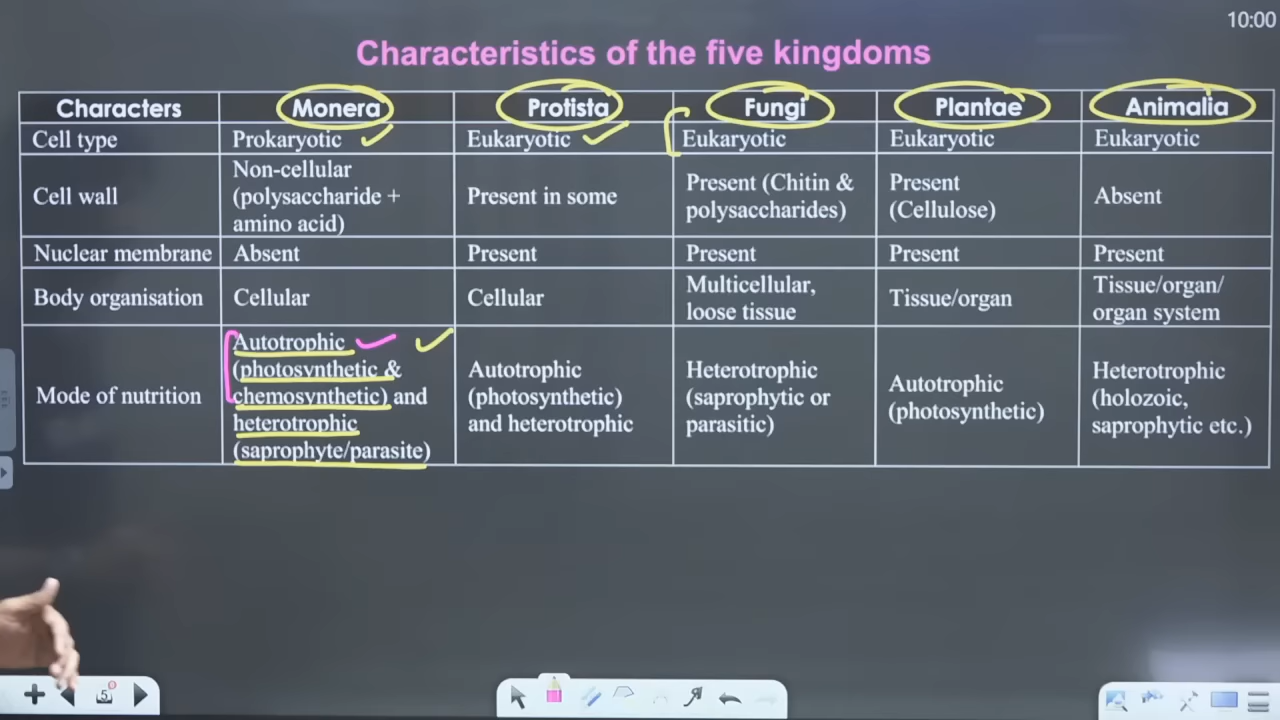 10:00
Characteristics of the five kingdoms
Characters
Monera
Protista
Fungi
Plantae
Animalia
Cell type
Prokaryotic
Eukaryotic
Eukaryotic
Eukaryotic
Eukaryotic
Cell wall
Non-cellular
(polysaccharide +
amino acid)
Present in some
Present (Chitin &
polysaccharides)
Present
(Cellulose)
Absent
Nuclear membrane
Absent
Present
Present
Present
Present
Body organisation
Cellular
Cellular
Multicellular,
loose tissue
Tissue/organ
Tissue/organ/
organ system
Mode of nutrition
Autotrophic
(photosynthetic &
chemosynthetic) and
heterotrophic
(saprophyte/parasite)
Autotrophic
(photosynthetic)
and heterotrophic
Heterotrophic
(saprophytic or
parasitic)
Autotrophic
(photosynthetic)
Heterotrophic
(holozoic,
saprophytic etc.)
5